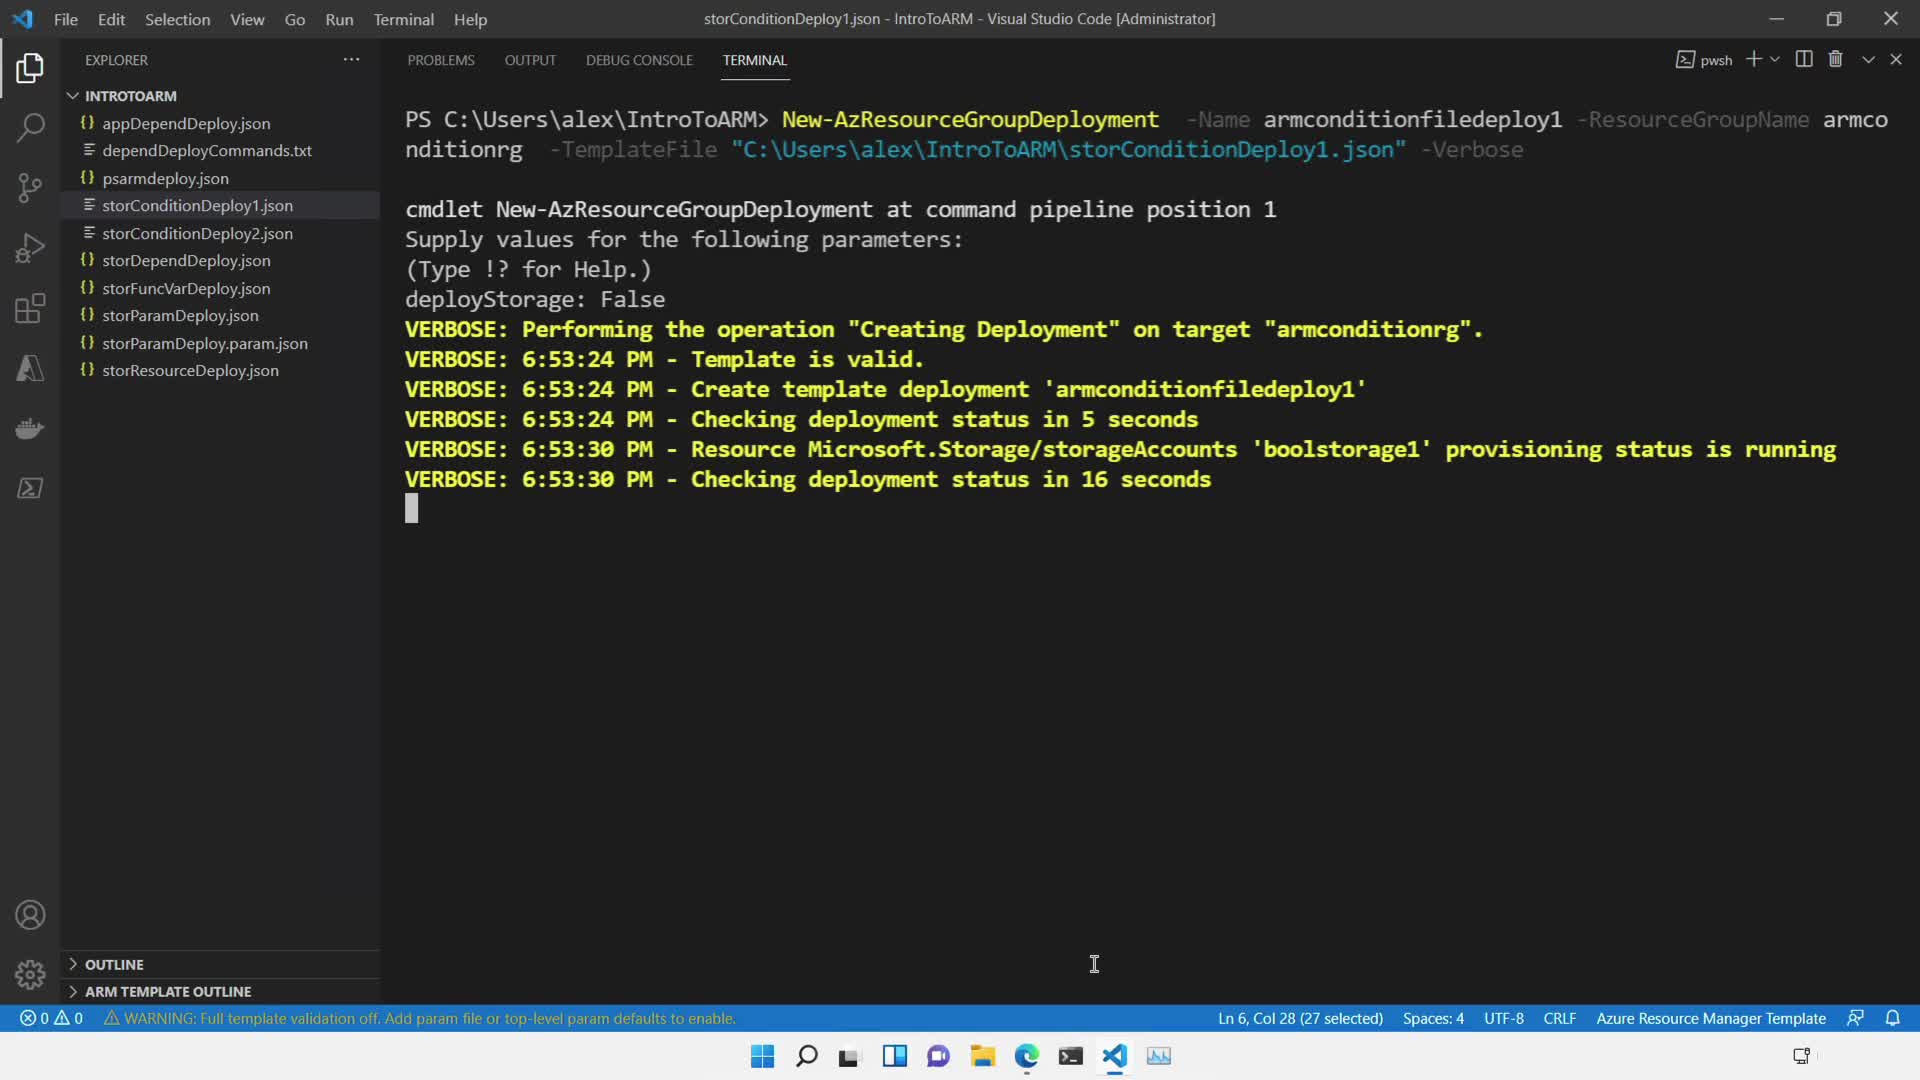 File Edit Selection View Go Run Terminal Help
storConditionDeploy1.json - IntroToARM - Visual Studio Code [Administrator]
EXPLORER
PROBLEMS OUTPUT DEBUG CONSOLE TERMINAL
pwsh
INTROTOARM
appDependDeploy.json
dependDeployCommands.txt
psarmdeploy.json
storConditionDeploy1.json
storConditionDeploy2.json
storDependDeploy.json
storFuncVarDeploy.json
storParamDeploy.json
storParamDeploy.param.json
storResourceDeploy.json
OUTLINE
ARM TEMPLATE OUTLINE
PS C:\Users\alex\IntroToARM> New-AzResourceGroupDeployment -Name armconditionfiledeploy1 -ResourceGroupName armco
nditionrg -TemplateFile "C:\Users\alex\IntroToARM\storConditionDeploy1.json" -Verbose
cmdlet New-AzResourceGroupDeployment at command pipeline position 1
Supply values for the following parameters:
(Type !? for Help.)
deployStorage: False
VERBOSE: Performing the operation "Creating Deployment" on target "armconditionrg".
VERBOSE: 6:53:24 PM - Template is valid.
VERBOSE: 6:53:24 PM - Create template deployment 'armconditionfiledeploy1'
VERBOSE: 6:53:24 PM - Checking deployment status in 5 seconds
VERBOSE: 6:53:30 PM - Resource Microsoft.Storage/storageAccounts 'boolstorage1' provisioning status is running
VERBOSE: 6:53:30 PM - Checking deployment status in 16 seconds
0 0 WARNING: Full template validation off. Add param file or top-level param defaults to enable.
Ln 6, Col 28 (27 selected) Spaces: 4 UTF-8 CRLF Azure Resource Manager Template